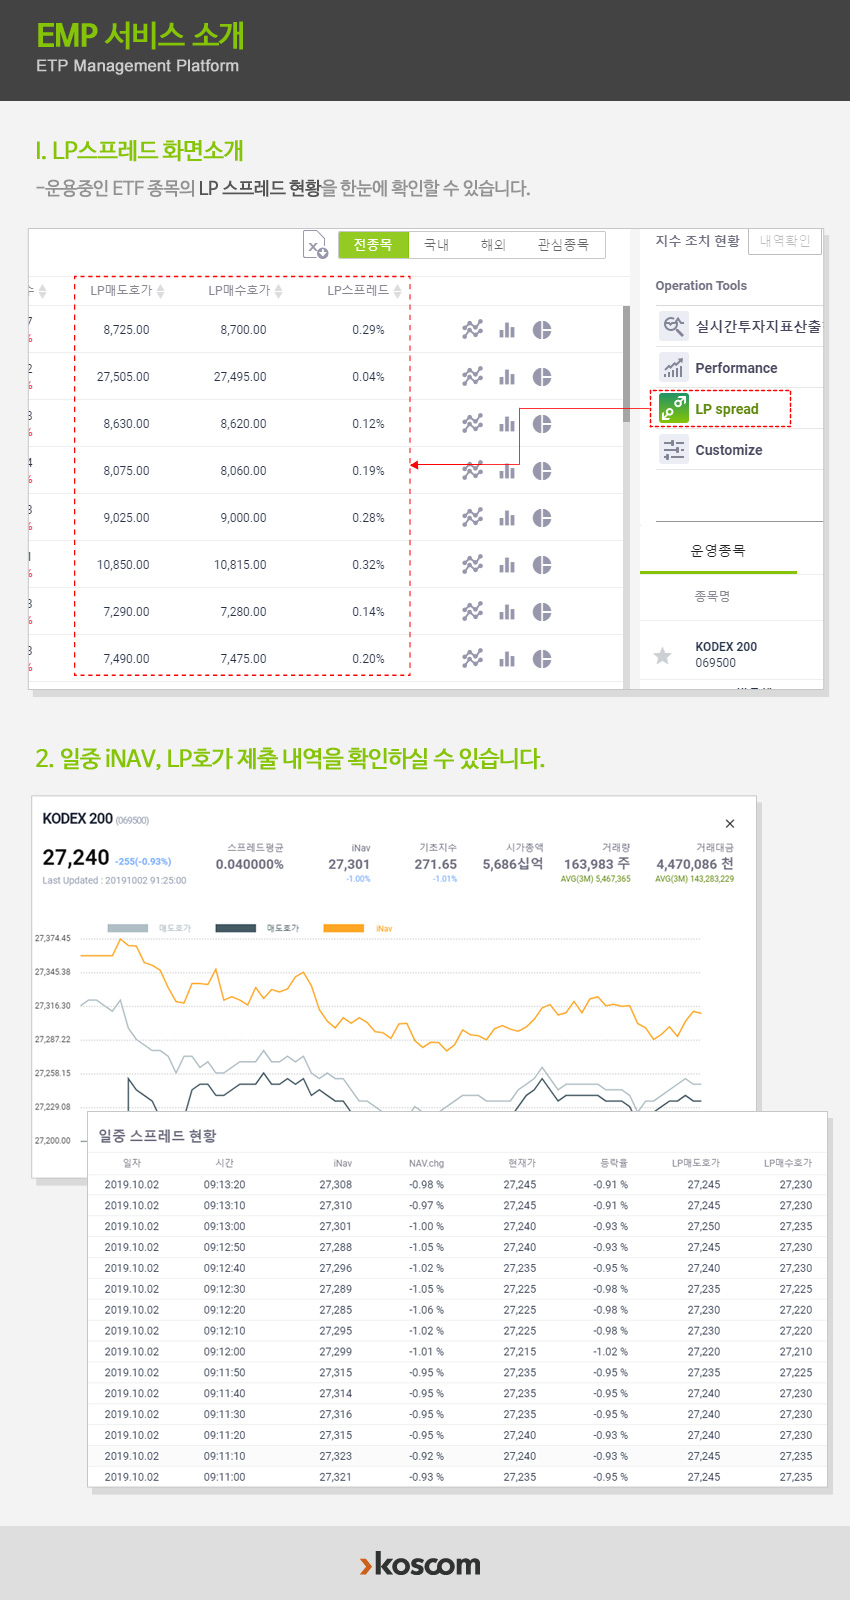 EMP 서비스 소개
ETP Management Platform
1. LP스프레드 화면소개
-운용중인 ETF 종목의 LP 스프레드 현황을 한눈에 확인할 수 있습니다.
전종목 국내 해외 관심종목
지수 조치 현황 내역확인
LP매도호가 LP매수호가 LP스프레드
8,725.00 8,700.00 0.29%
27,505.00 27,495.00 0.04%
8,630.00 8,620.00 0.12%
8,075.00 8,060.00 0.19%
9,025.00 9,000.00 0.28%
10,850.00 10,815.00 0.32%
7,290.00 7,280.00 0.14%
7,490.00 7,475.00 0.20%
Operation Tools
실시간투자지표산출
Performance
LP spread
Customize
운영종목
종목명
KODEX 200
069500
2. 일중 iNAV, LP호가 제출 내역을 확인하실 수 있습니다.
KODEX 200 (069500)
×
27,240 -255(-0.93%)
Last Updated : 20191002 91:25:00
스프레드평균 iNav 기초지수 시가총액 거래량 거래대금
0.040000% 27,301 271.65 5,686십억 163,983 주 4,470,086 천
-1.00% -1.01% AVG(3M) 5,467,365 AVG(3M) 143,283,229
매도호가 매도호가 iNav
27,374.45
27,345.38
27,316.30
27,287.22
27,258.15
27,229.08
27,200.00
일중 스프레드 현황
일자 시간 iNav NAV.chg 현재가 등락율 LP매도호가 LP매수호가
2019.10.02 09:13:20 27,308 -0.98 % 27,245 -0.91 % 27,245 27,230
2019.10.02 09:13:10 27,310 -0.97 % 27,245 -0.91 % 27,245 27,230
2019.10.02 09:13:00 27,301 -1.00 % 27,240 -0.93 % 27,250 27,235
2019.10.02 09:12:50 27,288 -1.05 % 27,240 -0.93 % 27,245 27,230
2019.10.02 09:12:40 27,296 -1.02 % 27,235 -0.95 % 27,240 27,230
2019.10.02 09:12:30 27,289 -1.05 % 27,225 -0.98 % 27,235 27,225
2019.10.02 09:12:20 27,285 -1.06 % 27,225 -0.98 % 27,230 27,220
2019.10.02 09:12:10 27,295 -1.02 % 27,225 -0.98 % 27,230 27,220
2019.10.02 09:12:00 27,299 -1.01 % 27,215 -1.02 % 27,220 27,210
2019.10.02 09:11:50 27,315 -0.95 % 27,235 -0.95 % 27,235 27,225
2019.10.02 09:11:40 27,314 -0.95 % 27,235 -0.95 % 27,240 27,230
2019.10.02 09:11:30 27,316 -0.95 % 27,235 -0.95 % 27,240 27,230
2019.10.02 09:11:20 27,315 -0.95 % 27,240 -0.93 % 27,240 27,230
2019.10.02 09:11:10 27,323 -0.92 % 27,240 -0.93 % 27,245 27,235
2019.10.02 09:11:00 27,321 -0.93 % 27,235 -0.95 % 27,245 27,235
koscom